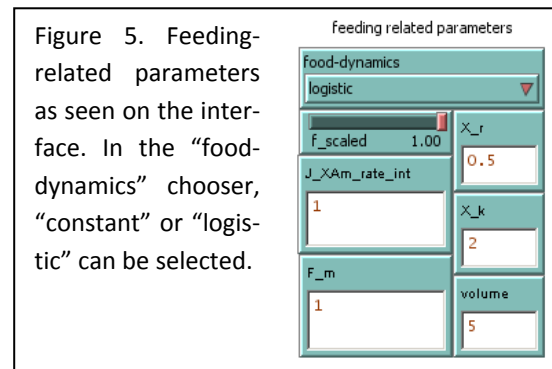 Figure 5. Feeding-
related parameters
as seen on the inter-
face. In the “food-
dynamics” chooser,
“constant” or “logis-
tic” can be selected.
feeding related parameters
food-dynamics
logistic
f_scaled 1.00
J_XAm_rate_int
1
F_m
1
X_r
0.5
X_k
2
volume
5